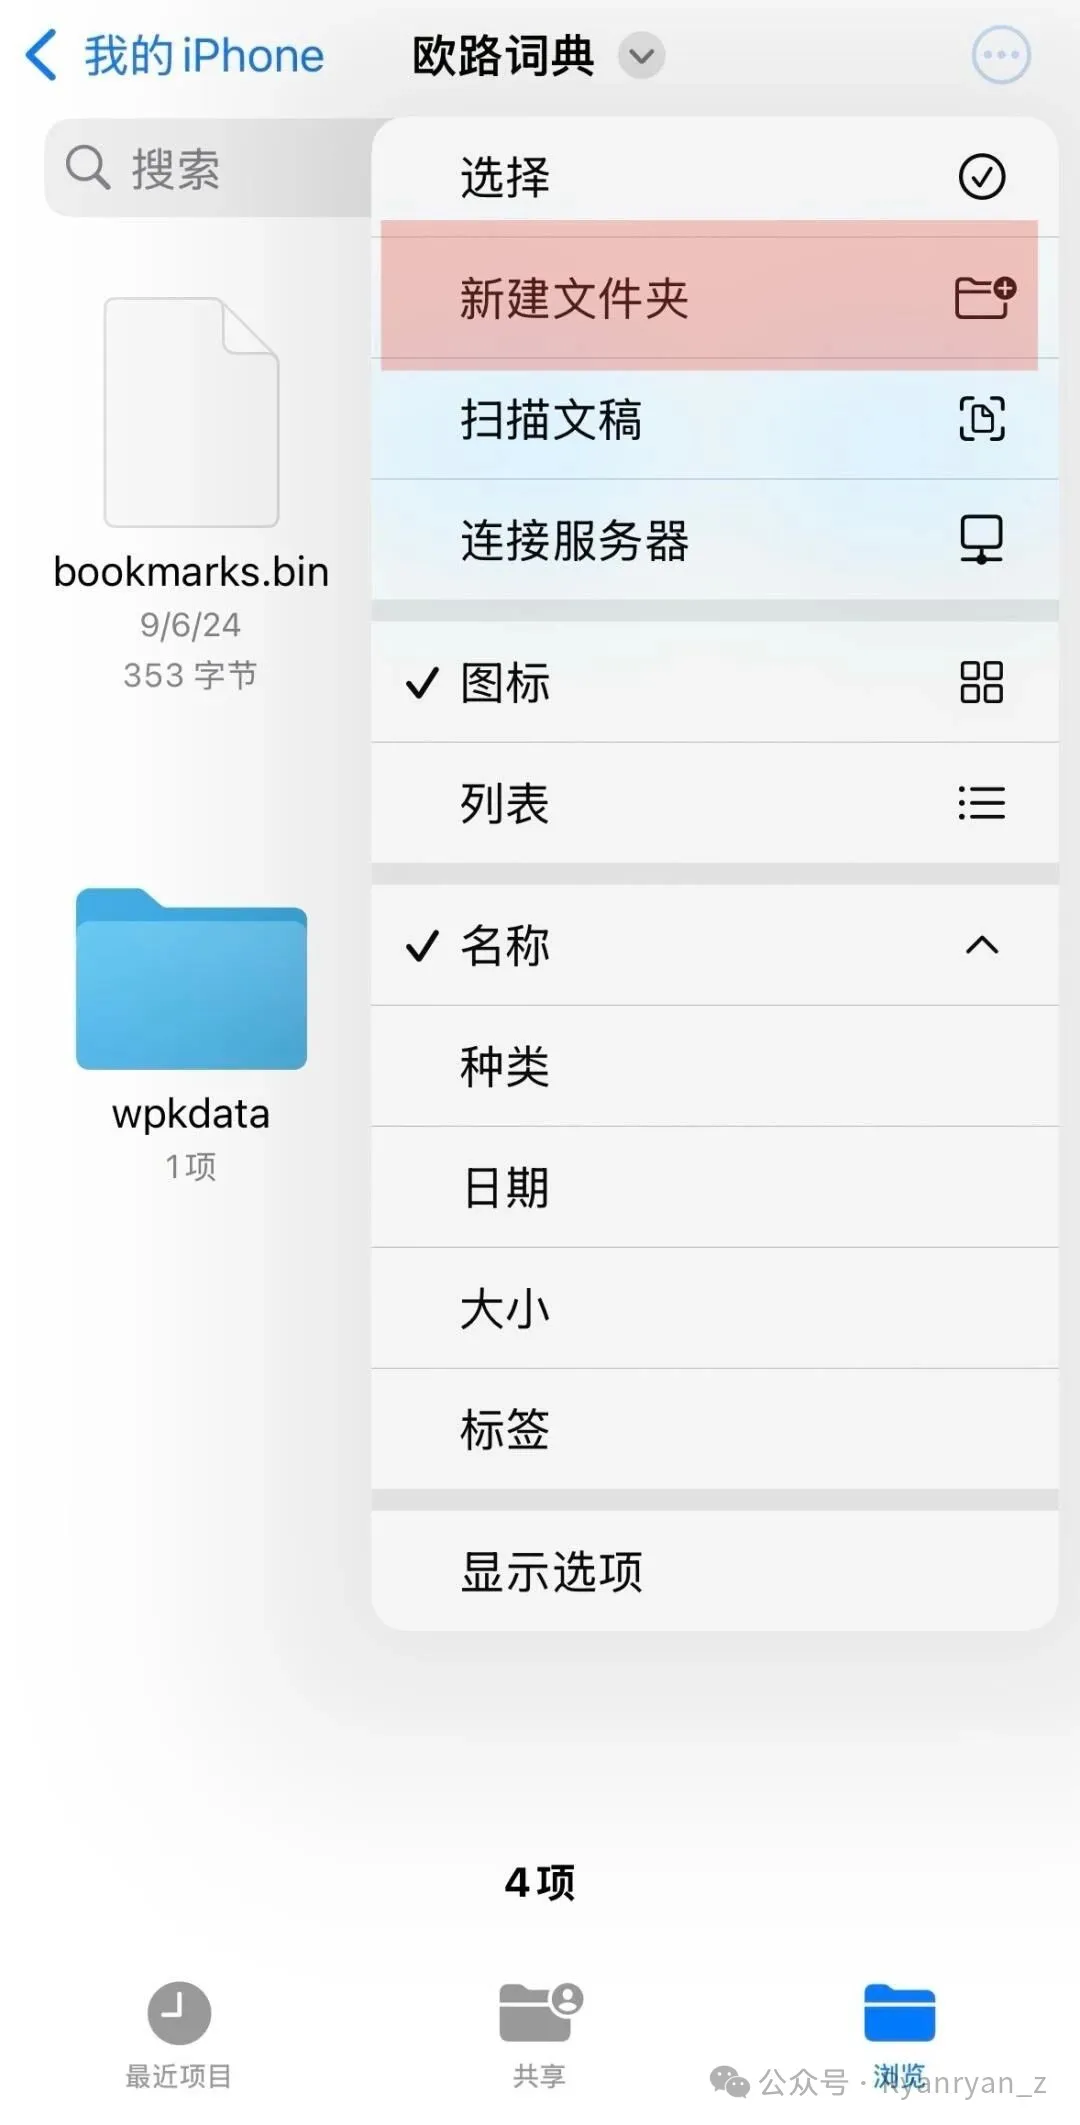 我的iPhone
欧路词典
搜索
选择
新建文件夹
扫描文稿
连接服务器
图标
列表
名称
种类
日期
大小
标签
显示选项
bookmarks.bin
9/6/24
353 字节
wpkdata
1项
4项
最近项目
共享
浏览
公众号 · Ryanryan_z